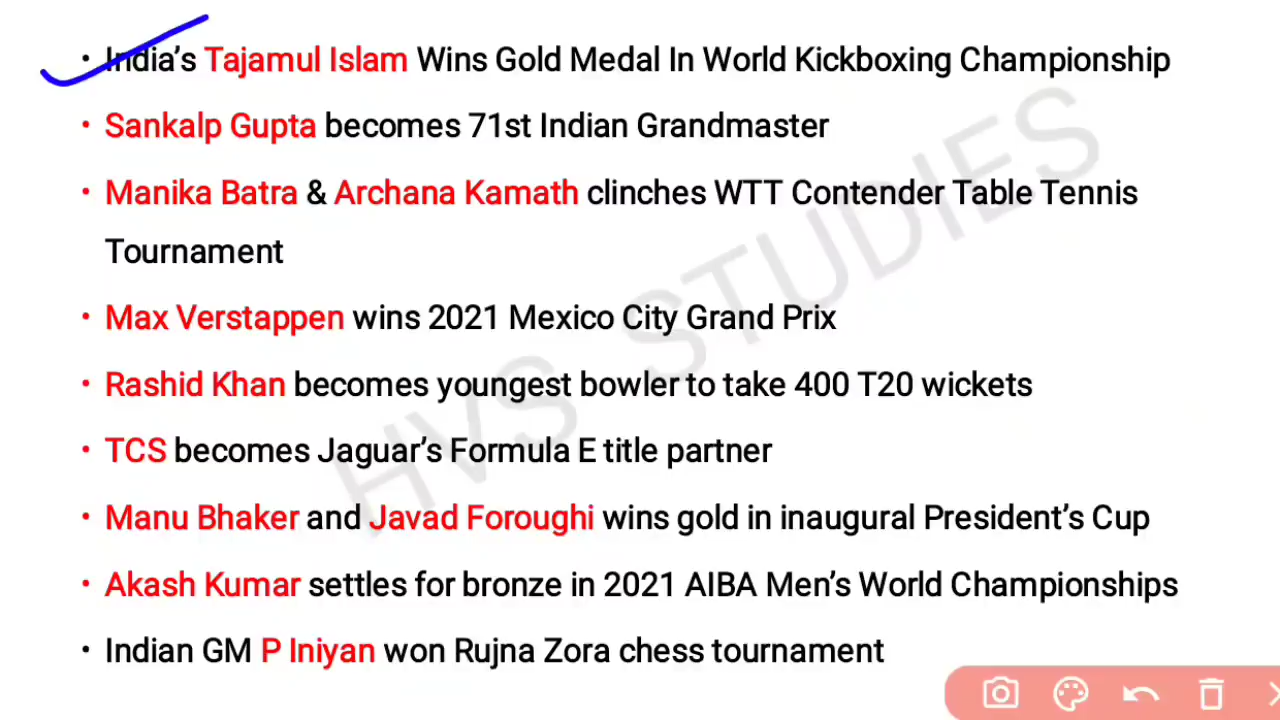 • India's Tajamul Islam Wins Gold Medal In World Kickboxing Championship
• Sankalp Gupta becomes 71st Indian Grandmaster
• Manika Batra & Archana Kamath clinches WTT Contender Table Tennis
Tournament
• Max Verstappen wins 2021 Mexico City Grand Prix
• Rashid Khan becomes youngest bowler to take 400 T20 wickets
• TCS becomes Jaguar's Formula E title partner
• Manu Bhaker and Javad Foroughi wins gold in inaugural President's Cup
• Akash Kumar settles for bronze in 2021 AIBA Men's World Championships
• Indian GM P Iniyan won Rujna Zora chess tournament
HVS STUDIES